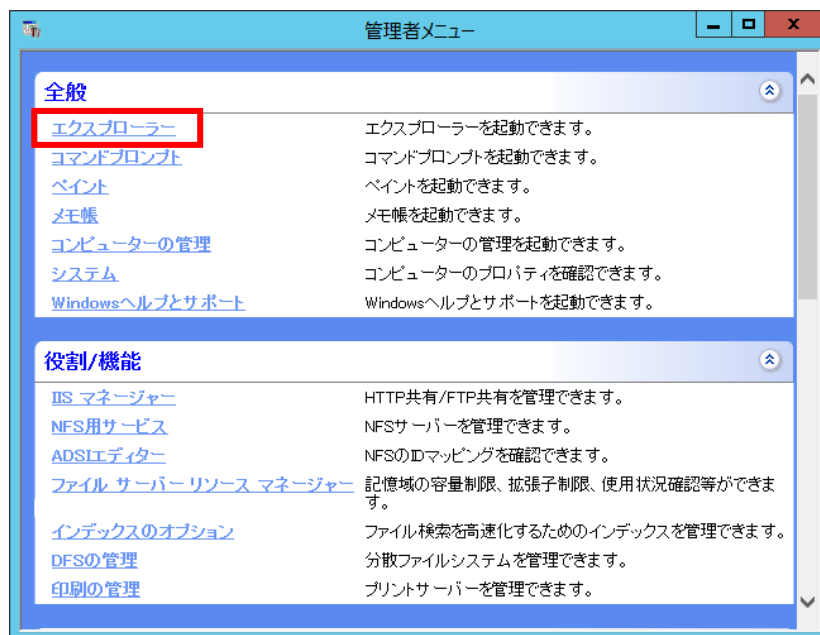 管理者メニュー
全般
エクスプローラー エクスプローラーを起動できます。
コマンドプロンプト コマンドプロンプトを起動できます。
ペイント ペイントを起動できます。
メモ帳 メモ帳を起動できます。
コンピューターの管理 コンピューターの管理を起動できます。
システム コンピューターのプロパティを確認できます。
Windowsヘルプとサポート Windowsヘルプとサポートを起動できます。
役割/機能
IIS マネージャー HTTP共有/FTP共有を管理できます。
NFS用サービス NFSサーバーを管理できます。
ADSIエディター NFSのIDマッピングを確認できます。
ファイル サーバー リソース マネージャー 記憶域の容量制限、拡張子制限、使用状況確認等ができま
す。
インデックスのオプション ファイル検索を高速化するためのインデックスを管理できます。
DFSの管理 分散ファイルシステムを管理できます。
印刷の管理 プリントサーバーを管理できます。